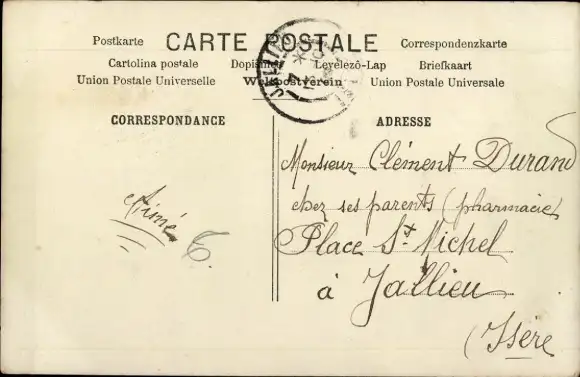 Postkarte CARTE POSTALE Correspondenzkarte
Cartolina postale Dopisnice Levelezö-Lap Briefkaart
Union Postale Universelle Weltpostverein Union Postale Universale
JALLIEU
CORRESPONDANCE
Aimé
ADRESSE
Monsieur Clément Durand
chez ses parents (pharmacie)
Place St Michel
à Jallieu
(Isère